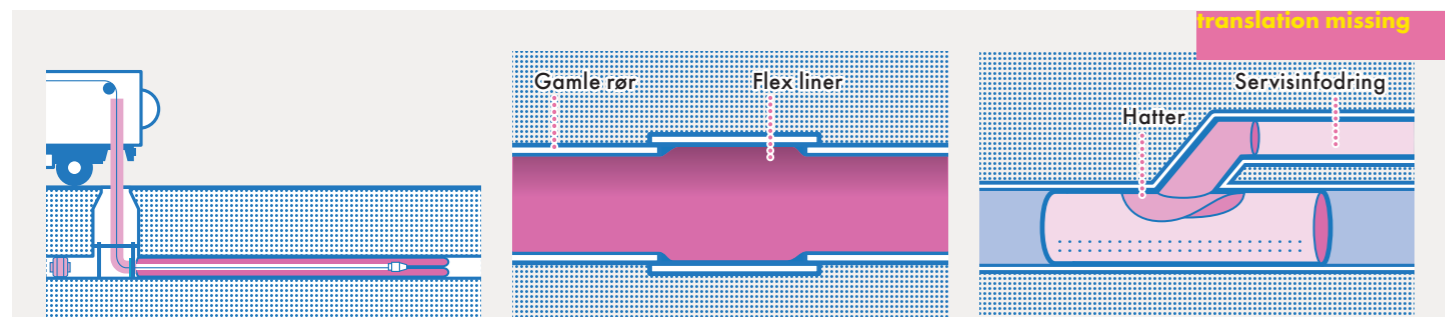 translation missing
Gamle rør
Flex liner
Servisinfodring
Hatter